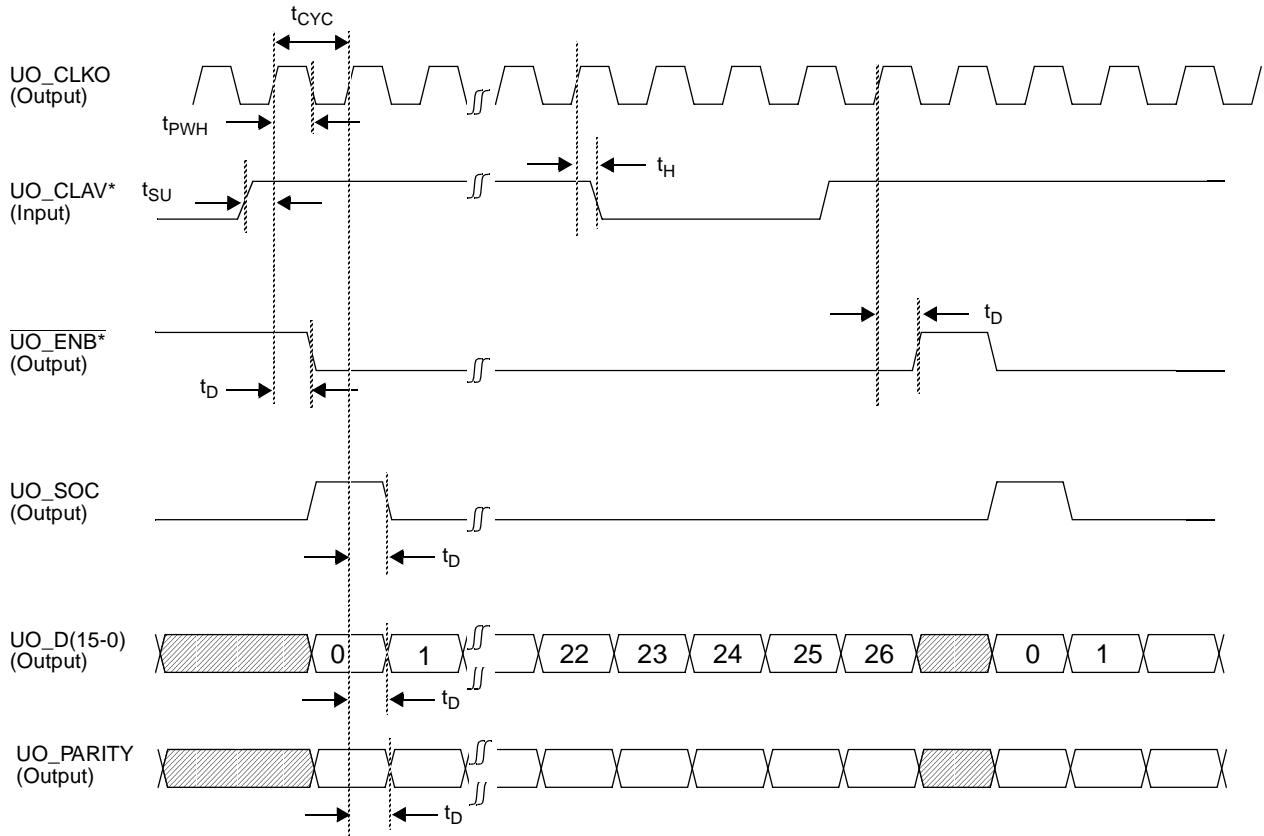 tCYC
UO_CLKO
(Output)
tPWH
tH
UO_CLAV*
(Input)
tSU
UO_ENB*
(Output)
tD
tD
UO_SOC
(Output)
tD
UO_D(15-0)
(Output)
0 1 22 23 24 25 26 0 1
tD
UO_PARITY
(Output)
tD